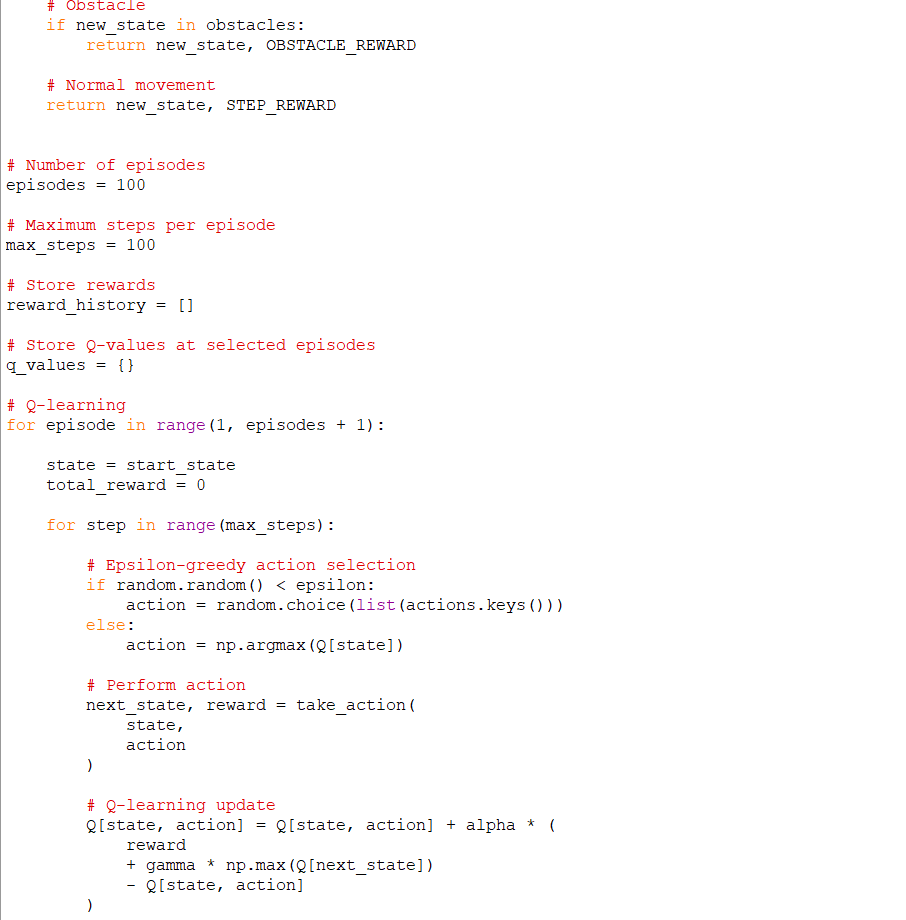 # Obstacle
    if new_state in obstacles:
        return new_state, OBSTACLE_REWARD

    # Normal movement
    return new_state, STEP_REWARD


# Number of episodes
episodes = 100

# Maximum steps per episode
max_steps = 100

# Store rewards
reward_history = []

# Store Q-values at selected episodes
q_values = {}

# Q-learning
for episode in range(1, episodes + 1):

    state = start_state
    total_reward = 0

    for step in range(max_steps):

        # Epsilon-greedy action selection
        if random.random() < epsilon:
            action = random.choice(list(actions.keys()))
        else:
            action = np.argmax(Q[state])

        # Perform action
        next_state, reward = take_action(
            state,
            action
        )

        # Q-learning update
        Q[state, action] = Q[state, action] + alpha * (
            reward
            + gamma * np.max(Q[next_state])
            - Q[state, action]
        )